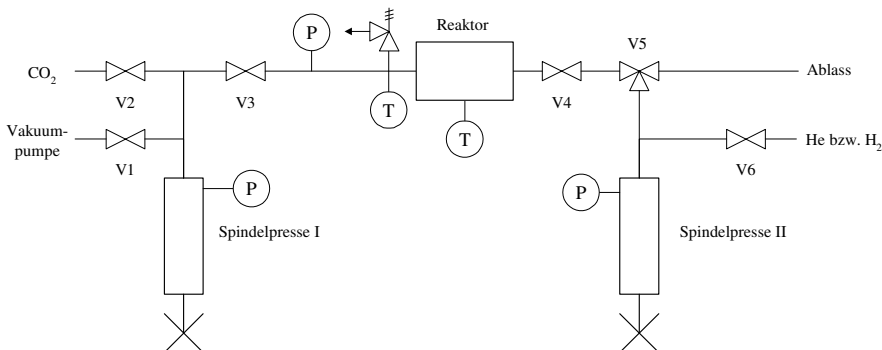 Reaktor
P
V5
CO2
V2
V3
V4
Ablass
T
T
Vakuum-
pumpe
V1
He bzw. H2
V6
P
P
Spindelpresse I
Spindelpresse II